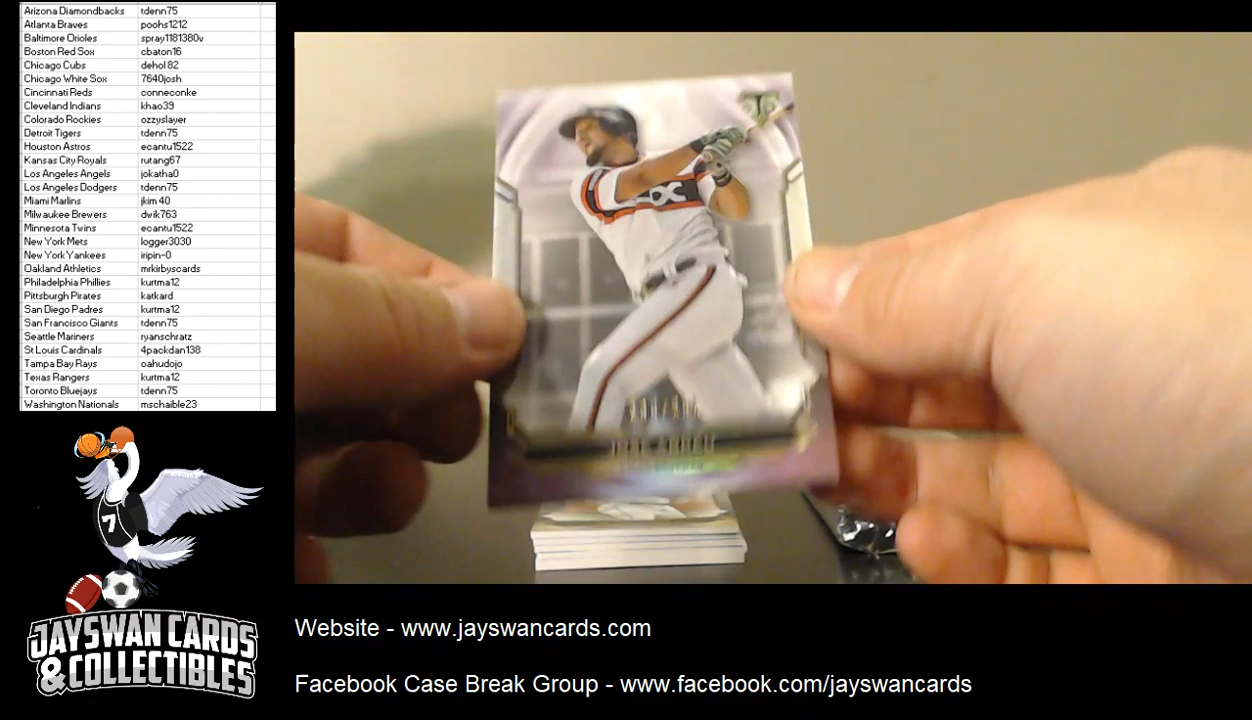 Arizona Diamondbacks tdenn75
Atlanta Braves poohs1212
Baltimore Orioles spray1181380v
Boston Red Sox cbaton16
Chicago Cubs dehol 82
Chicago White Sox 7640josh
Cincinnati Reds conneconke
Cleveland Indians khao39
Colorado Rockies ozzyslayer
Detroit Tigers tdenn75
Houston Astros ecantu1522
Kansas City Royals rutang67
Los Angeles Angels jokatha0
Los Angeles Dodgers tdenn75
Miami Marlins jkim 40
Milwaukee Brewers dwik763
Minnesota Twins ecantu1522
New York Mets logger3030
New York Yankees iripin-0
Oakland Athletics mrkirbyscards
Philadelphia Phillies kurtma12
Pittsburgh Pirates katkard
San Diego Padres kurtma12
San Francisco Giants tdenn75
Seattle Mariners ryanschratz
St Louis Cardinals 4packdan138
Tampa Bay Rays oahudojo
Texas Rangers kurtma12
Toronto Bluejays tdenn75
Washington Nationals mschaible23
7
JAYSWAN CARDS
& COLLECTIBLES
Website - www.jayswancards.com
Facebook Case Break Group - www.facebook.com/jayswancards